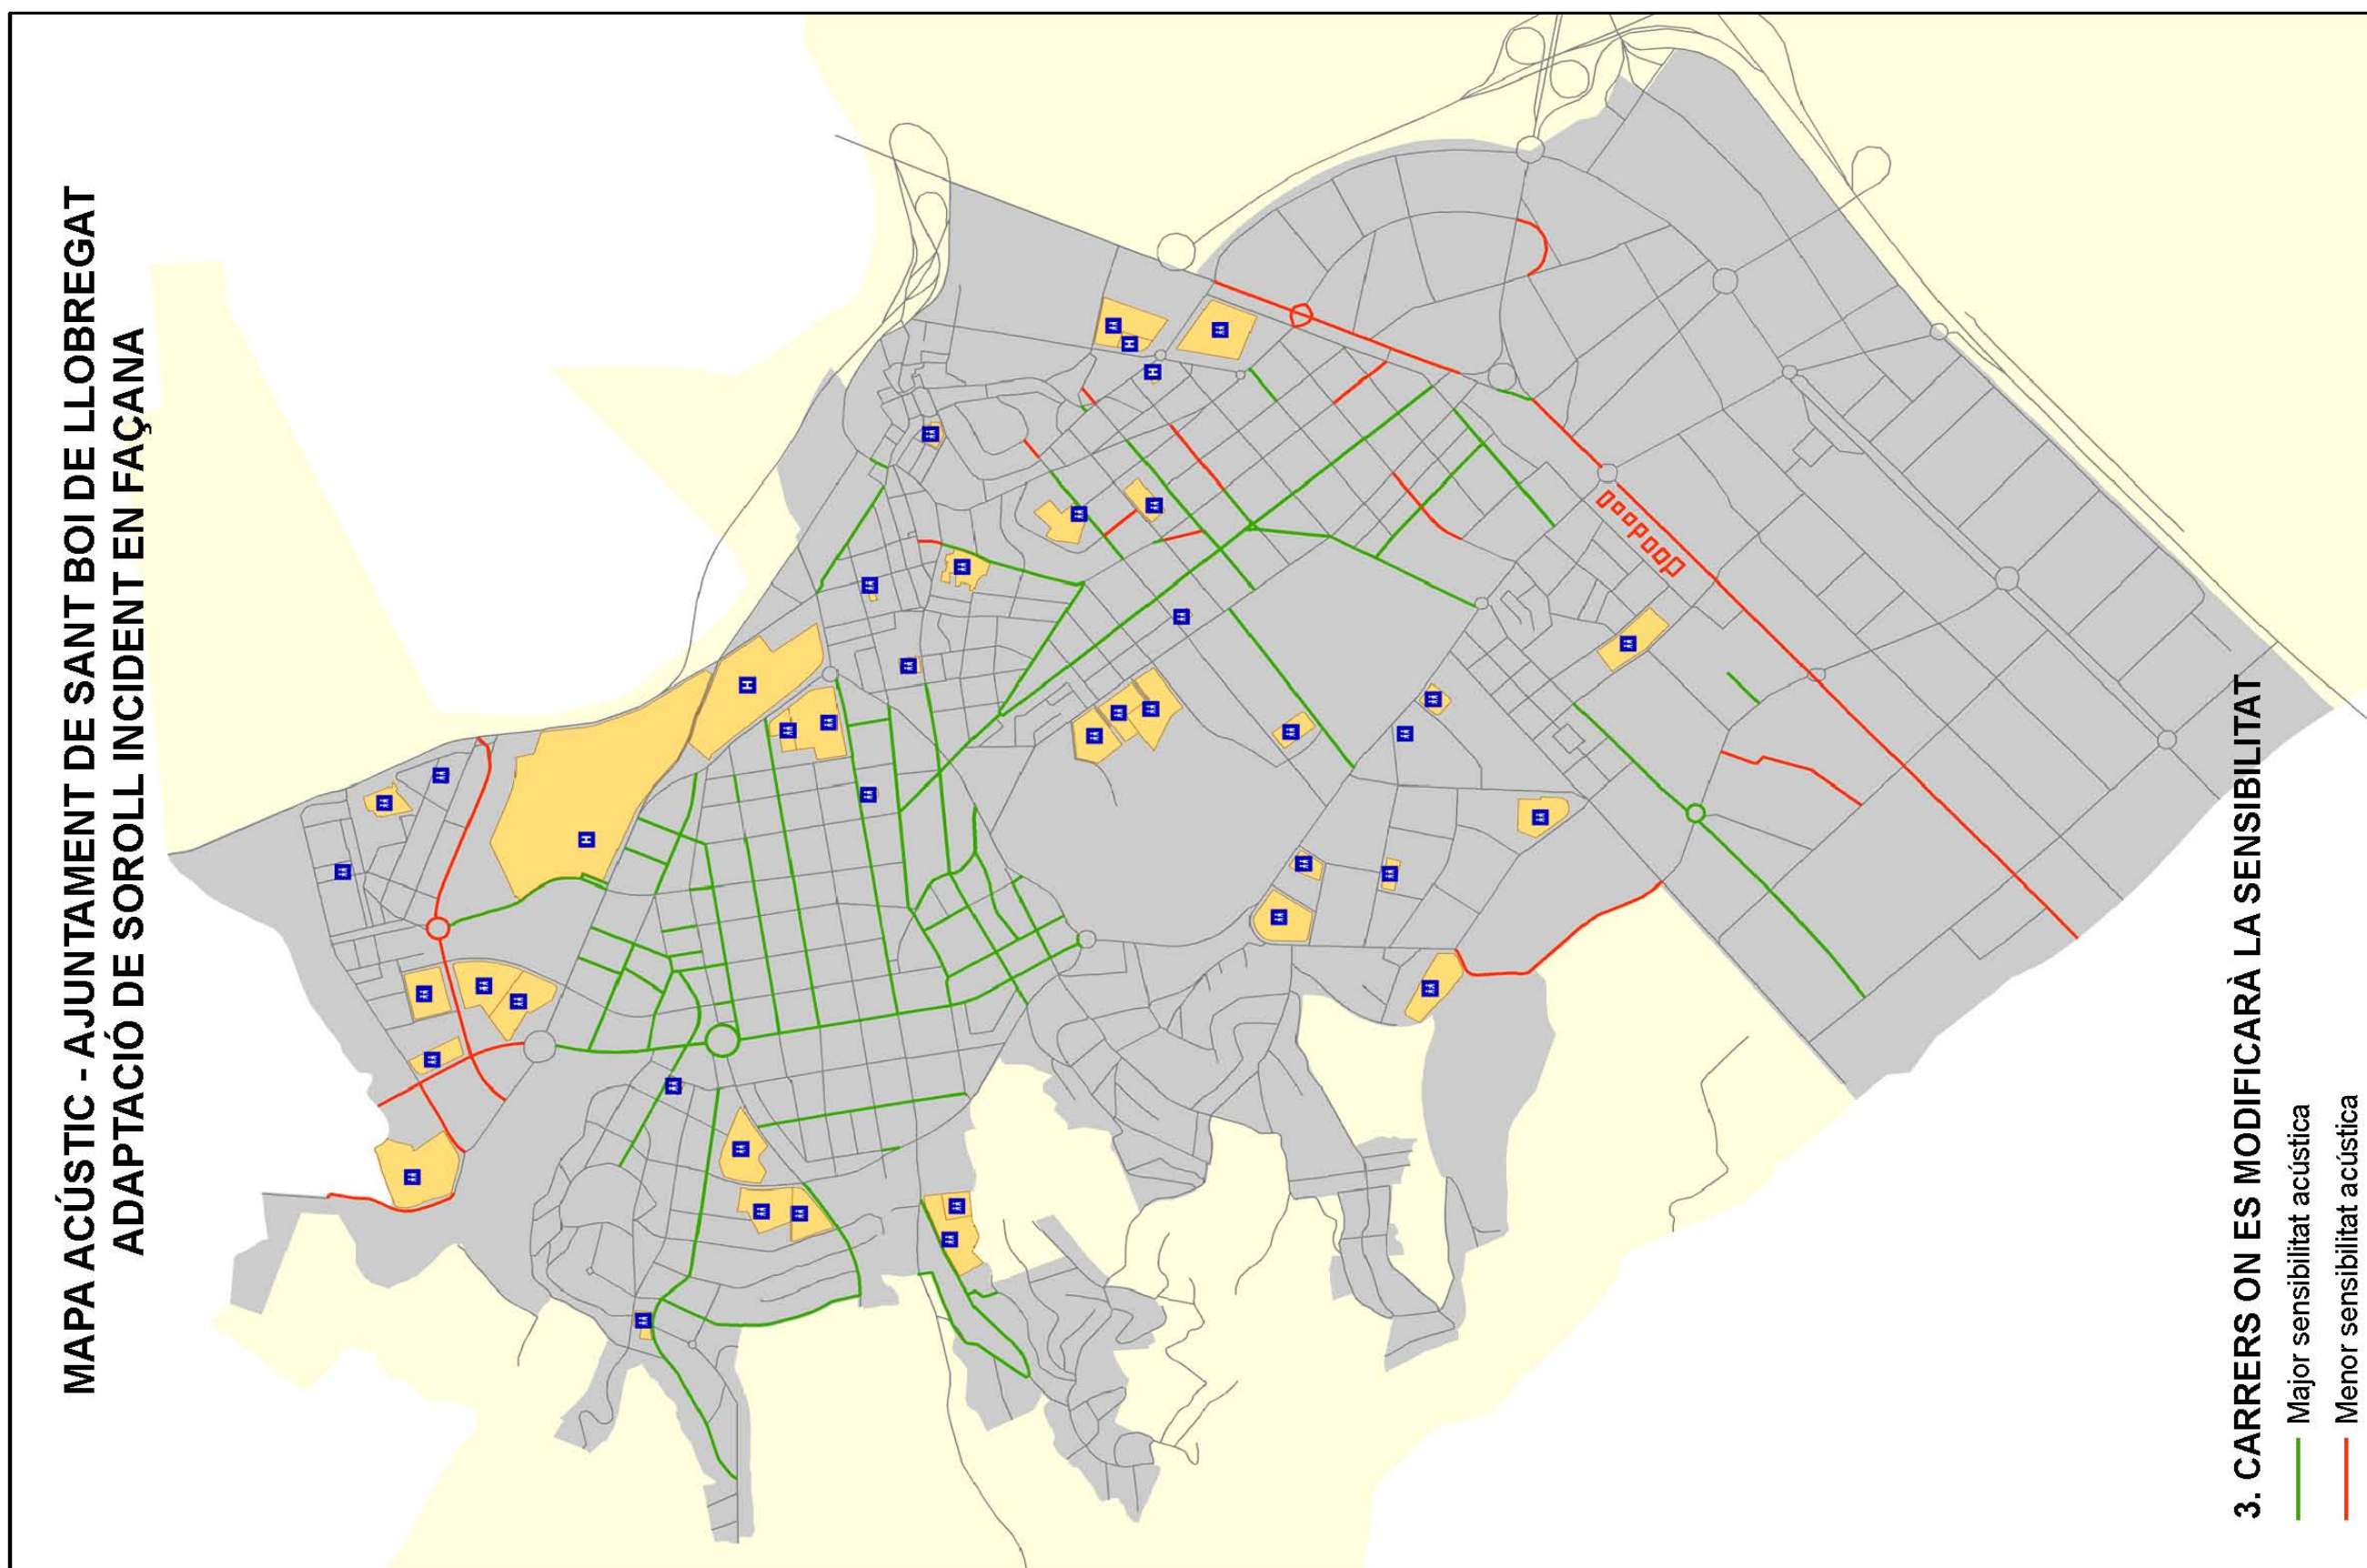 MAPA ACÚSTIC - AJUNTAMENT DE SANT BOI DE LLOBREGAT
ADAPTACIÓ DE SOROLL INCIDENT EN FAÇANA
H
H
H
H
3. CARRERS ON ES MODIFICARÀ LA SENSIBILITAT
Major sensibilitat acústica
Menor sensibilitat acústica